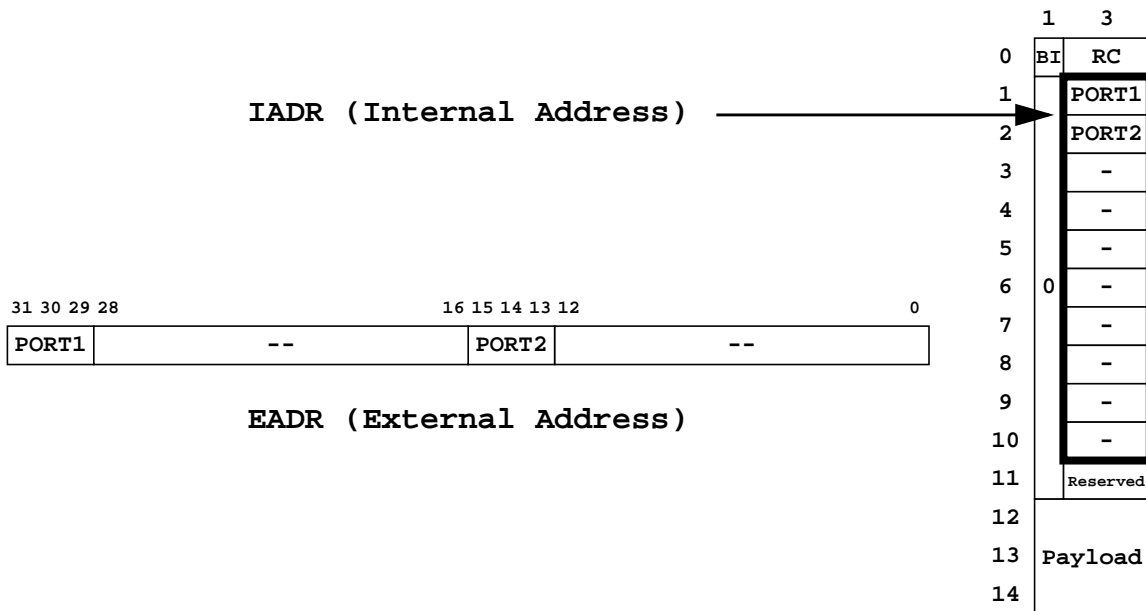 1 3
0 BI RC
1 PORT1
IADR (Internal Address)
2 PORT2
3 -
4 -
5 -
6 0 -
31 30 29 28 16 15 14 13 12 0
7 -
PORT1 -- PORT2 --
8 -
9 -
EADR (External Address)
10 -
11 Reserved
12
13 Payload
14